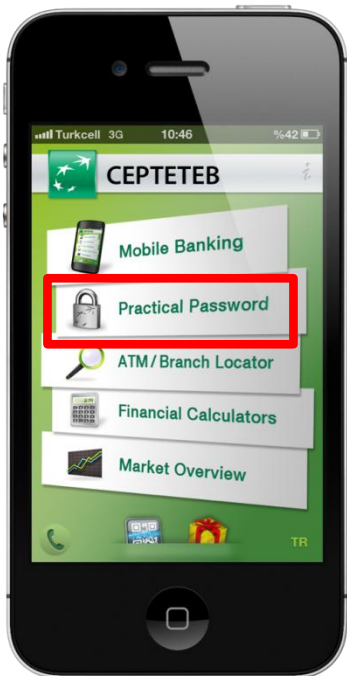 Turkcell 3G 10:46 %42
CEPTETEB i
Mobile Banking
Practical Password
ATM/Branch Locator
Financial Calculators
Market Overview
TR